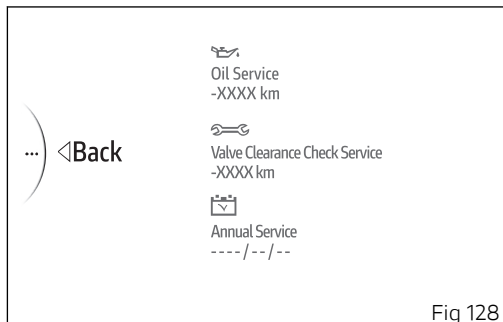 Oil Service
-XXXX km
... ◁Back
Valve Clearance Check Service
-XXXX km
Annual Service
----/--/--
Fig 128